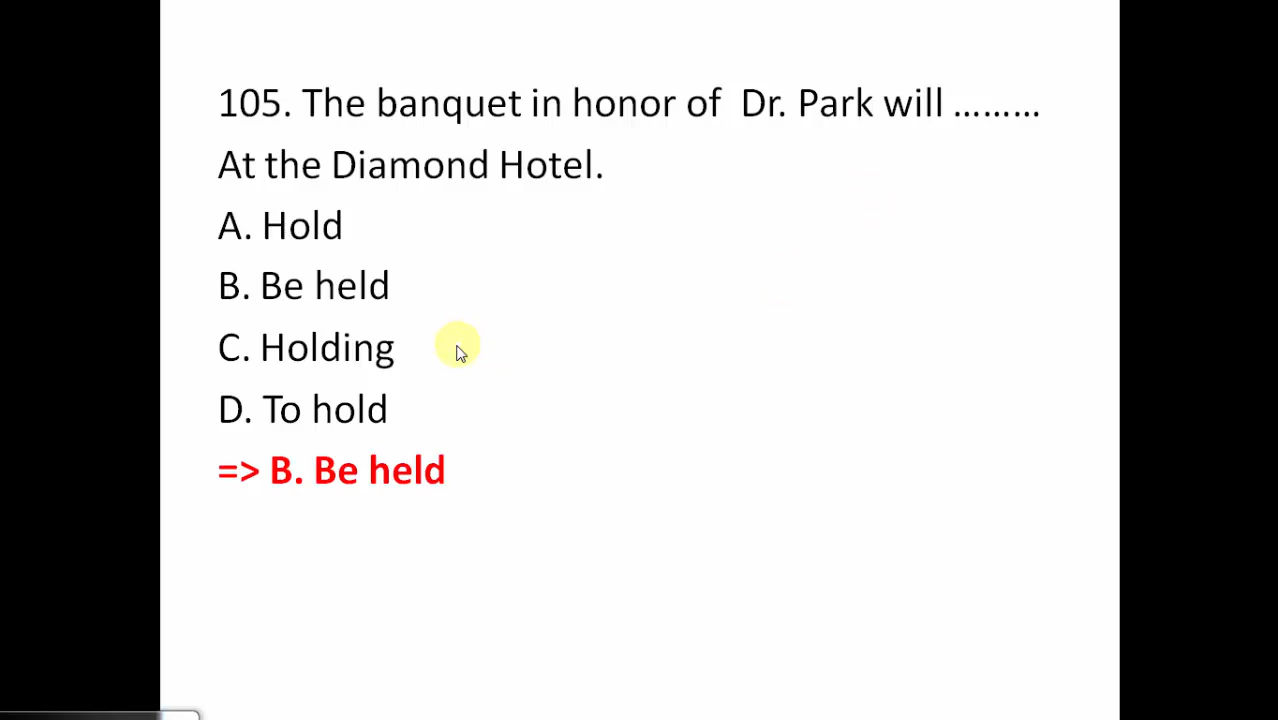 105. The banquet in honor of  Dr. Park will .........
At the Diamond Hotel.
A. Hold
B. Be held
C. Holding
D. To hold
=> B. Be held